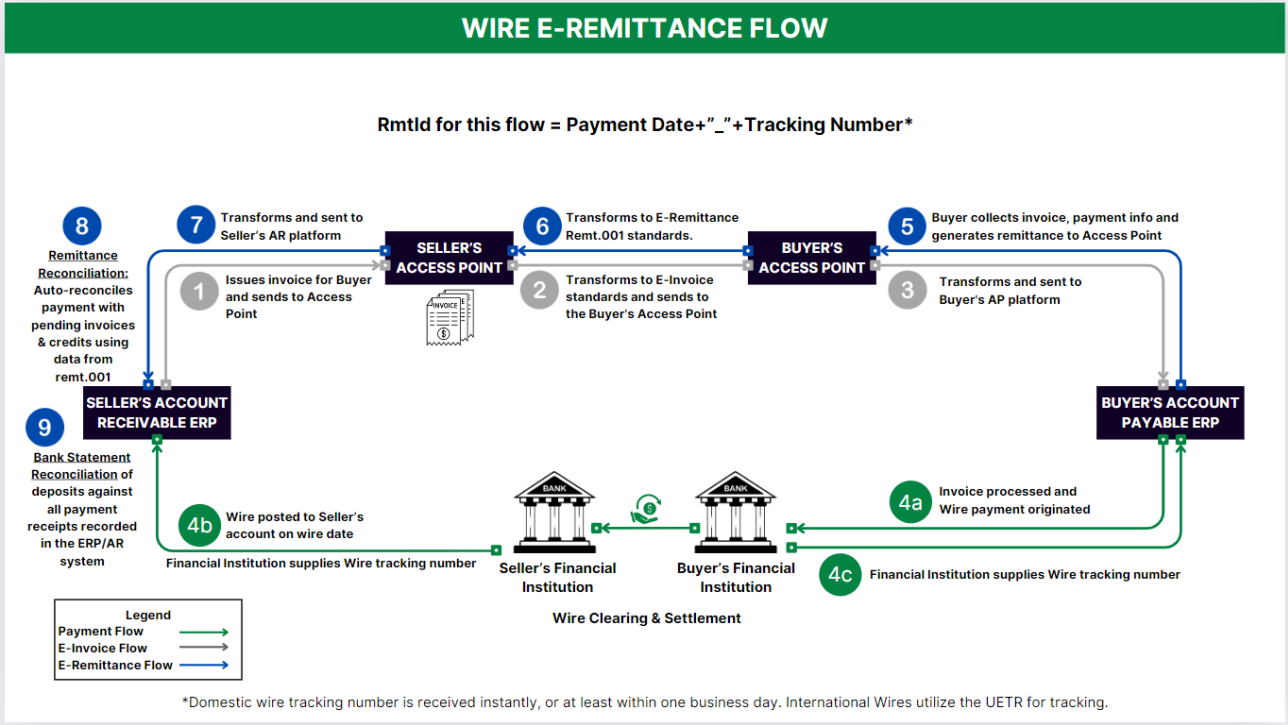 WIRE E-REMITTANCE FLOW
RmtId for this flow = Payment Date+”_”+Tracking Number*
8
Remittance
Reconciliation:
Auto-reconciles
payment with
pending invoices
& credits using
data from
remt.001
7
Transforms and sent to
Seller’s AR platform
SELLER’S
ACCESS POINT
6
Transforms to E-Remittance
Remt.001 standards.
BUYER’S
ACCESS POINT
5
Buyer collects invoice, payment info and
generates remittance to Access Point
1
Issues invoice for Buyer
and sends to Access
Point
INVOICE
$
2
Transforms to E-Invoice
standards and sends to
the Buyer's Access Point
3
Transforms and sent to
Buyer's AP platform
SELLER’S ACCOUNT
RECEIVABLE ERP
BUYER’S ACCOUNT
PAYABLE ERP
9
Bank Statement
Reconciliation of
deposits against
all payment
receipts recorded
in the ERP/AR
system
4b
Wire posted to Seller’s
account on wire date
Financial Institution supplies Wire tracking number
BANK
Seller’s Financial
Institution
$
BANK
Buyer’s Financial
Institution
Wire Clearing & Settlement
4a
Invoice processed and
Wire payment originated
4c
Financial Institution supplies Wire tracking number
Legend
Payment Flow
E-Invoice Flow
E-Remittance Flow
*Domestic wire tracking number is received instantly, or at least within one business day. International Wires utilize the UETR for tracking.